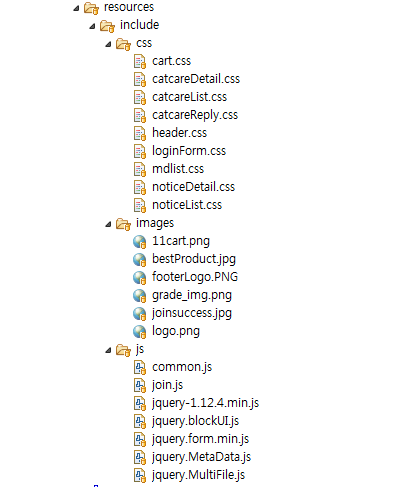 resources
include
css
cart.css
catcareDetail.css
catcareList.css
catcareReply.css
header.css
loginForm.css
mdlist.css
noticeDetail.css
noticeList.css
images
11cart.png
bestProduct.jpg
footerLogo.PNG
grade_img.png
joinsuccess.jpg
logo.png
js
common.js
join.js
jquery-1.12.4.min.js
jquery.blockUI.js
jquery.form.min.js
jquery.MetaData.js
jquery.MultiFile.js